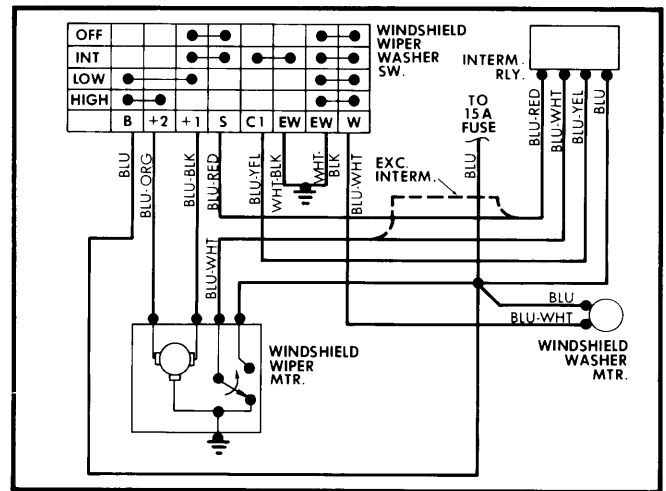 OFF
INT
LOW
HIGH
B +2 +1 S C1 EW EW W
WINDSHIELD
WIPER
WASHER
SW.
INTERM.
RLY.
TO
15 A
FUSE
BLU
EXC.
INTERM.
BLU-RED
BLU-WHT
BLU-YEL
BLU
BLU
BLU-ORG
BLU-BLK
BLU-RED
BLU-YEL
WHT-BLK
WHT-
BLK
BLU-WHT
BLU-WHT
BLU
BLU-WHT
WINDSHIELD
WASHER
MTR.
WINDSHIELD
WIPER
MTR.